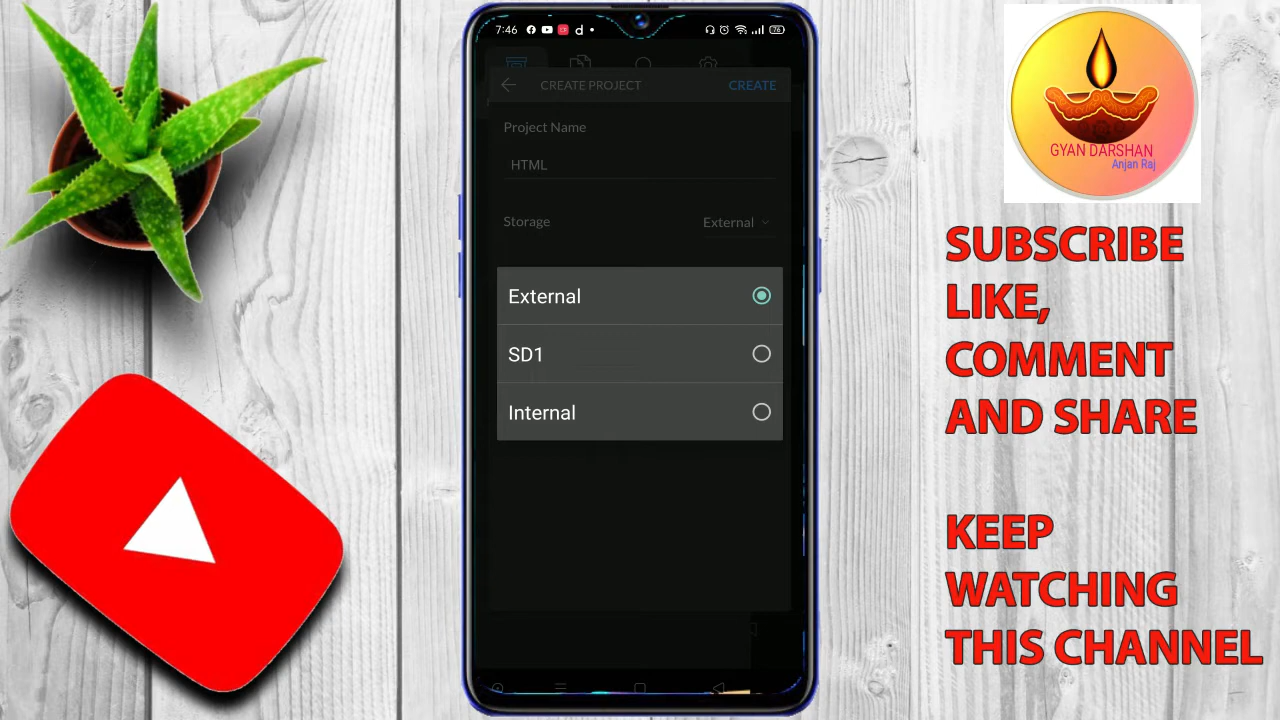 7:46
76
CREATE PROJECT
CREATE
Project Name
HTML
Storage
External
External
SD1
Internal
GYAN DARSHAN
Anjan Raj
SUBSCRIBE
LIKE,
COMMENT
AND SHARE
KEEP
WATCHING
THIS CHANNEL